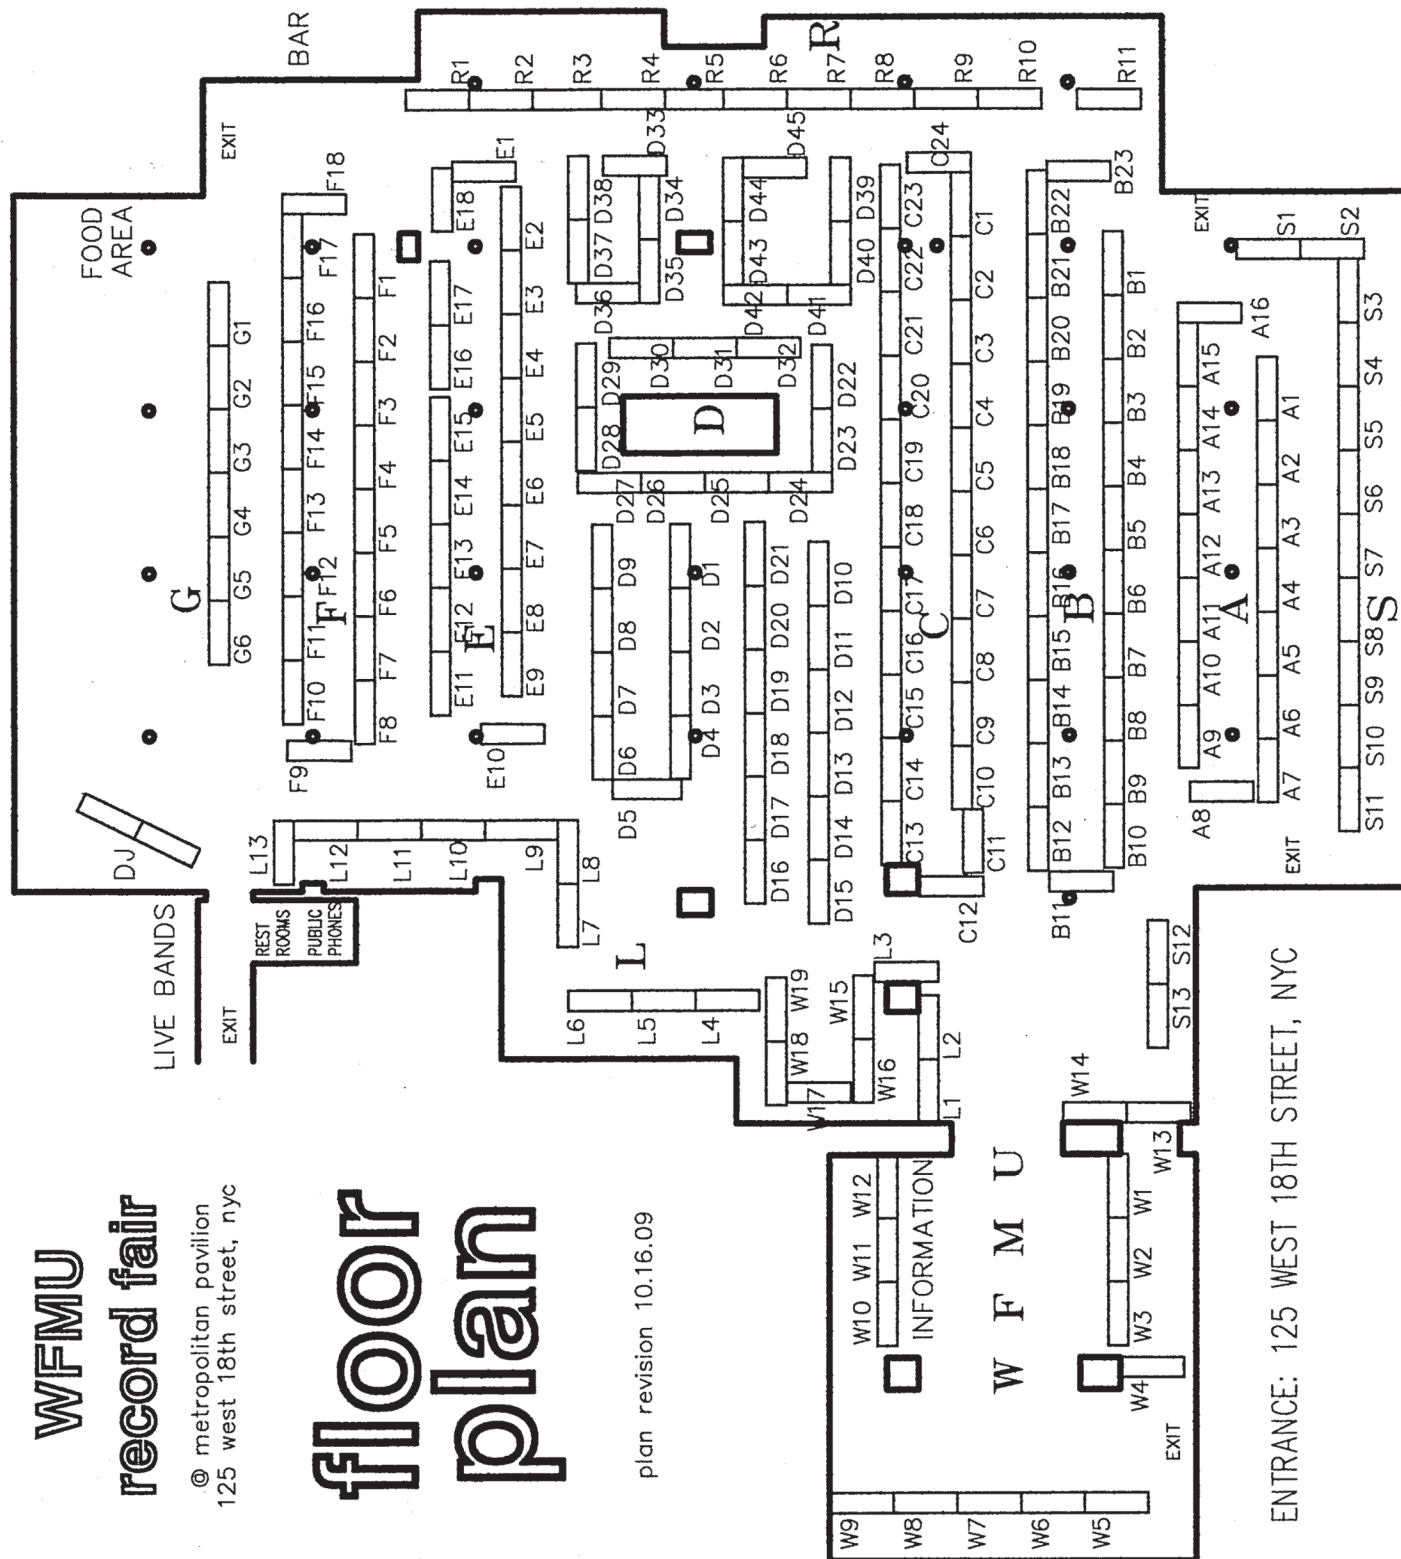 WFMU
record fair
@ metropolitan pavilion
125 west 18th street, nyc
floor
plan
plan revision 10.16.09
LIVE BANDS
EXIT
REST
ROOMS
PUBLIC
PHONES
DJ
FOOD
AREA
EXIT
BAR
G
G6 G5 G4 G3 G2 G1
F9
F10 F11 F12 F13 F14 F15 F16 F17 F18
F
F8 F7 F6 F5 F4 F3 F2 F1
L13
L12
L11
L10
L9
L8
L7
L
L6
L5
L4
E11 E12 E13 E14 E15 E16 E17 E18 E1
E
E10
E9 E8 E7 E6 E5 E4 E3 E2
R1
R2
R3
R4
R5
R6
R7
R8
R9
R10
R11
R
D5
D6 D7 D8 D9
D4 D3 D2 D1
D27
D26
D25
D24
D28 D29
D30
D31
D32
D
D23 D22
D36
D37 D38
D33
D35 D34
D42
D43 D44
D45
D41
D40 D39
D16 D17 D18 D19 D20 D21
D15 D14 D13 D12 D11 D10
W18 W19
W17
W16
W15
L3
L1 L2
C13 C14 C15 C16 C17 C18 C19 C20 C21 C22 C23
C24
C
C12
C11
C10 C9 C8 C7 C6 C5 C4 C3 C2 C1
B11
B12 B13 B14 B15 B16 B17 B18 B19 B20 B21 B22
B23
B
B10 B9 B8 B7 B6 B5 B4 B3 B2 B1
W10 W11 W12
INFORMATION
W F M U
W9
W8
W7
W6
W5
W4
W3 W2 W1
W13
W14
EXIT
S13 S12
A8
A9 A10 A11 A12 A13 A14 A15
A16
A
A7 A6 A5 A4 A3 A2 A1
EXIT
EXIT
S1
S2
S11 S10 S9 S8 S7 S6 S5 S4 S3
S
ENTRANCE: 125 WEST 18TH STREET, NYC